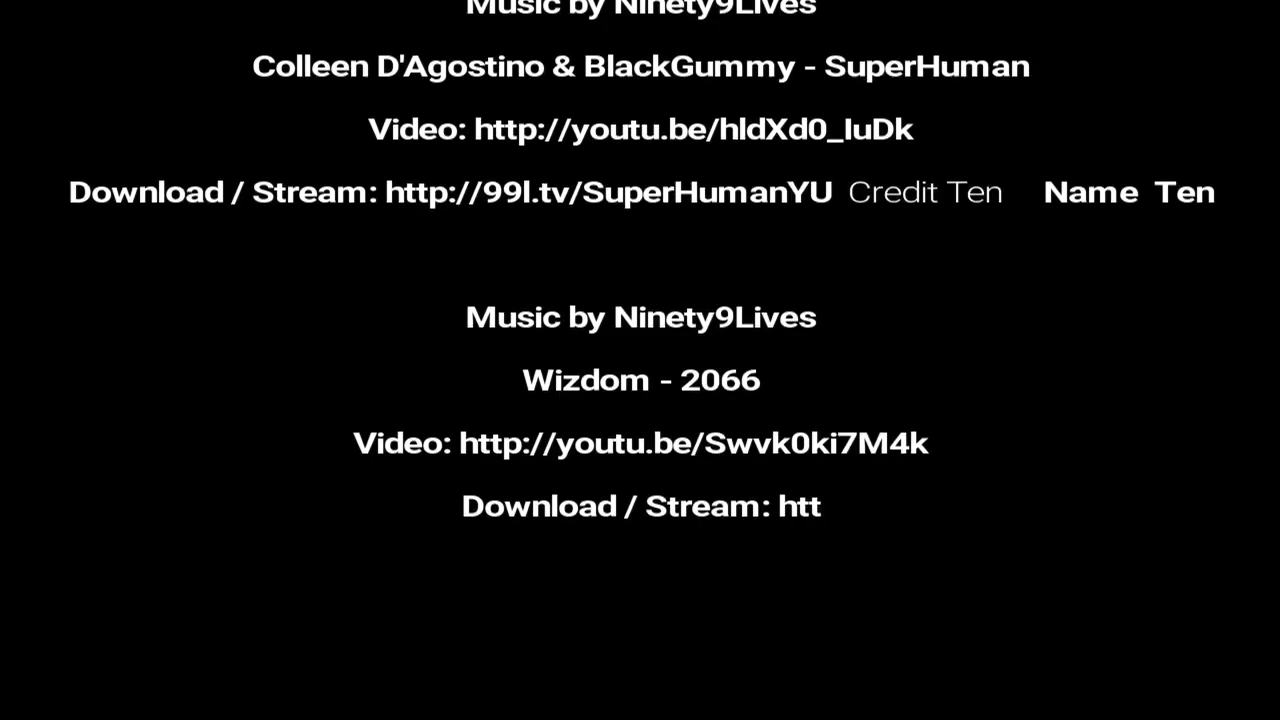 Music by Ninety9Lives
Colleen D'Agostino & BlackGummy - SuperHuman
Video: http://youtu.be/hldXd0_IuDk
Download / Stream: http://99l.tv/SuperHumanYU Credit Ten Name Ten
Music by Ninety9Lives
Wizdom - 2066
Video: http://youtu.be/Swvk0ki7M4k
Download / Stream: htt